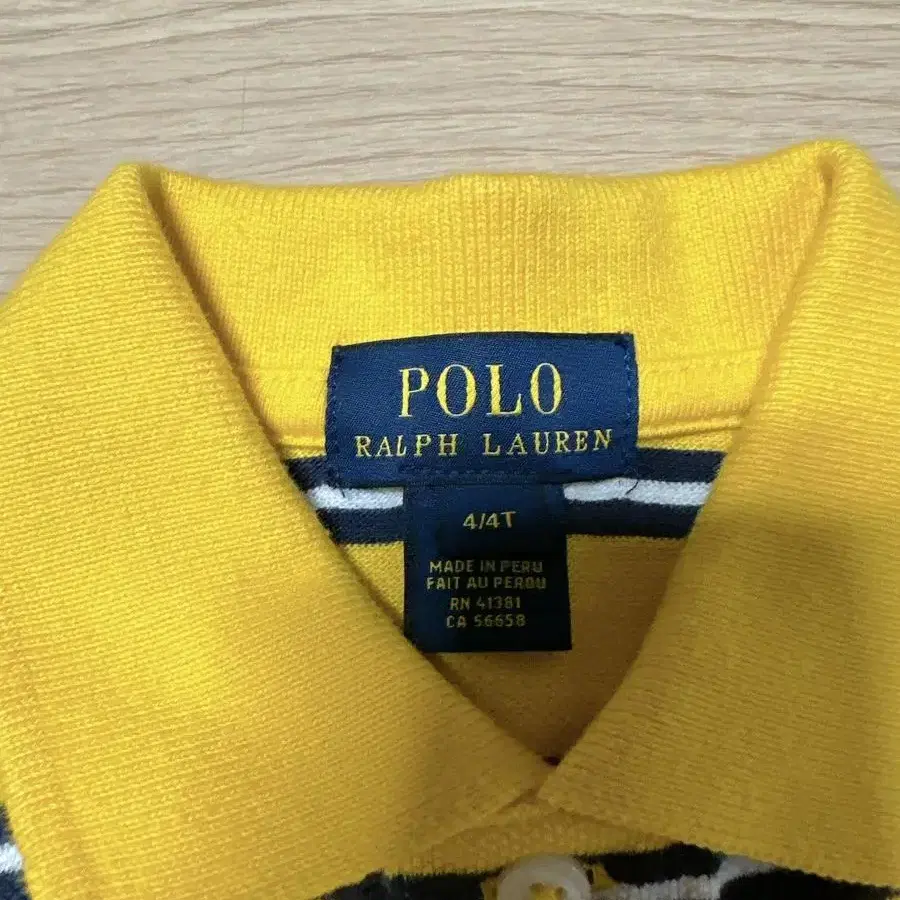 POLO
RALPH LAUREN
4/4T
MADE IN PERU
FAIT AU PEROU
RN 41381
CA 56658